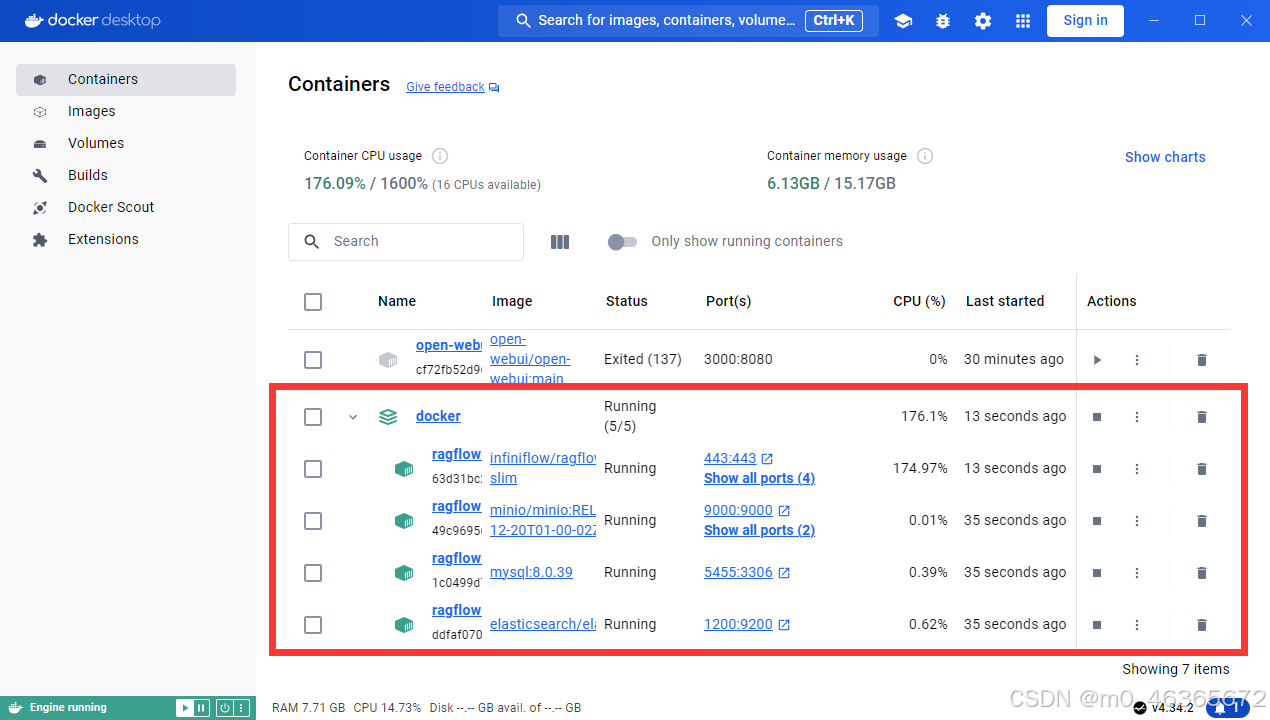 docker desktop
Search for images, containers, volume... Ctrl+K
Sign in
Containers
Images
Volumes
Builds
Docker Scout
Extensions
Containers
Give feedback
Container CPU usage
176.09% / 1600% (16 CPUs available)
Container memory usage
6.13GB / 15.17GB
Show charts
Search
Only show running containers
Name Image Status Port(s) CPU (%) Last started Actions
open-webu
cf72fb52d9
open-
webui/open-
webui:main
Exited (137) 3000:8080 0% 30 minutes ago
docker
Running
(5/5)
176.1% 13 seconds ago
ragflow
63d31bc
infiniflow/ragflow
slim
Running
443:443
Show all ports (4)
174.97% 13 seconds ago
ragflow
49c9695
minio/minio:REL
12-20T01-00-02Z
Running
9000:9000
Show all ports (2)
0.01% 35 seconds ago
ragflow
1c0499d
mysql:8.0.39
Running
5455:3306
0.39% 35 seconds ago
ragflow
ddfaf070
elasticsearch/ela
Running
1200:9200
0.62% 35 seconds ago
Showing 7 items
Engine running
RAM 7.71 GB CPU 14.73% Disk --.-- GB avail. of --.-- GB
v4.34.2
1
CSDN @m0_46365672